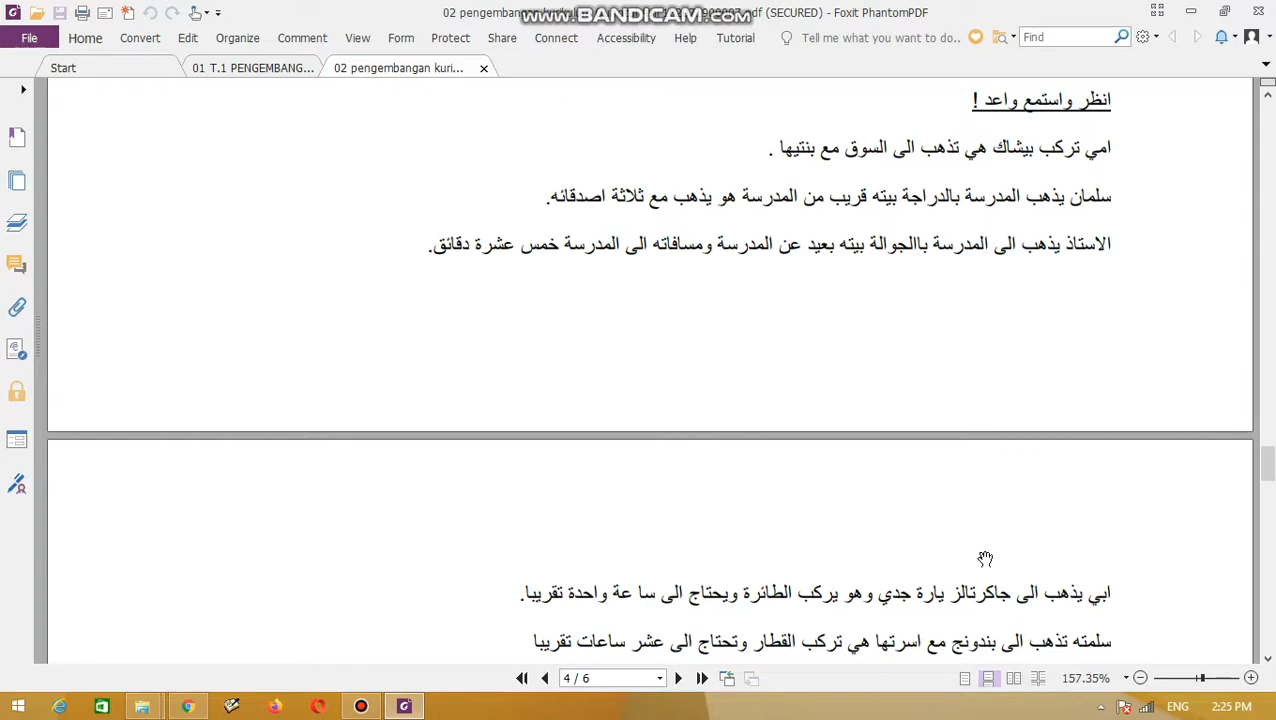 www.BANDICAM.com
02 pengembangan
pdf (SECURED) - Foxit PhantomPDF
File Home Convert Edit Organize Comment View Form Protect Share Connect Accessibility Help Tutorial Tell me what you want to do... Find
Start 01 T.1 PENGEMBANG... 02 pengembangan kuri...
انظر واستمع واعد !
امي تركب بيشاك هي تذهب الى السوق مع بنتيها .
سلمان يذهب المدرسة بالدراجة بيته قريب من المدرسة هو يذهب مع ثلاثة اصدقائه.
الاستاذ يذهب الى المدرسة باالجوالة بيته بعيد عن المدرسة ومسافاته الى المدرسة خمس عشرة دقائق.
ابي يذهب الى جاكرتالز يارة جدي وهو يركب الطائرة ويحتاج الى سا عة واحدة تقريبا.
سلمته تذهب الى بندونج مع اسرتها هي تركب القطار وتحتاج الى عشر ساعات تقريبا
4 / 6 157.35%
ENG 2:25 PM